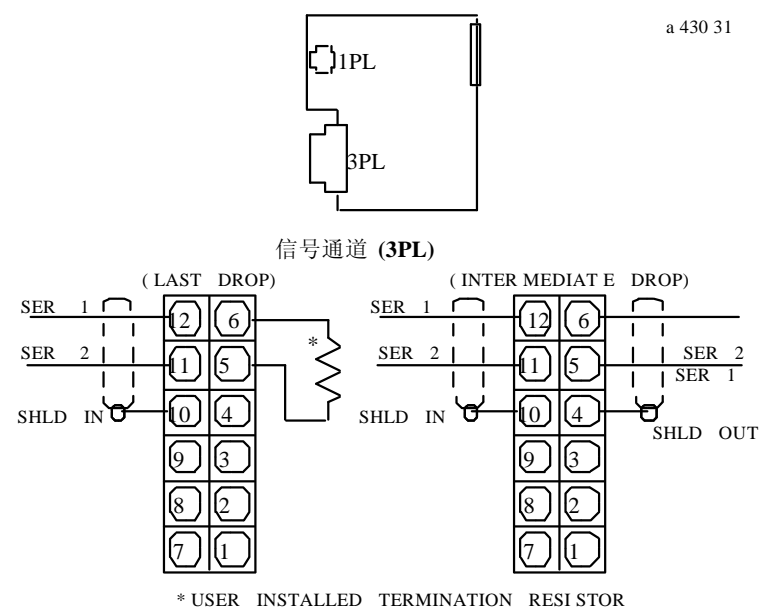 a 430 31
1PL
3PL
信号通道 (3PL)
( LAST DROP)
SER 1
SER 2
SHLD IN
12 6
11 5
10 4
9 3
8 2
7 1
*
( INTER MEDIAT E DROP)
SER 1
SER 2
SHLD IN
12 6
11 5
10 4
9 3
8 2
7 1
SER 2
SER 1
SHLD OUT
* USER INSTALLED TERMINATION RESI STOR